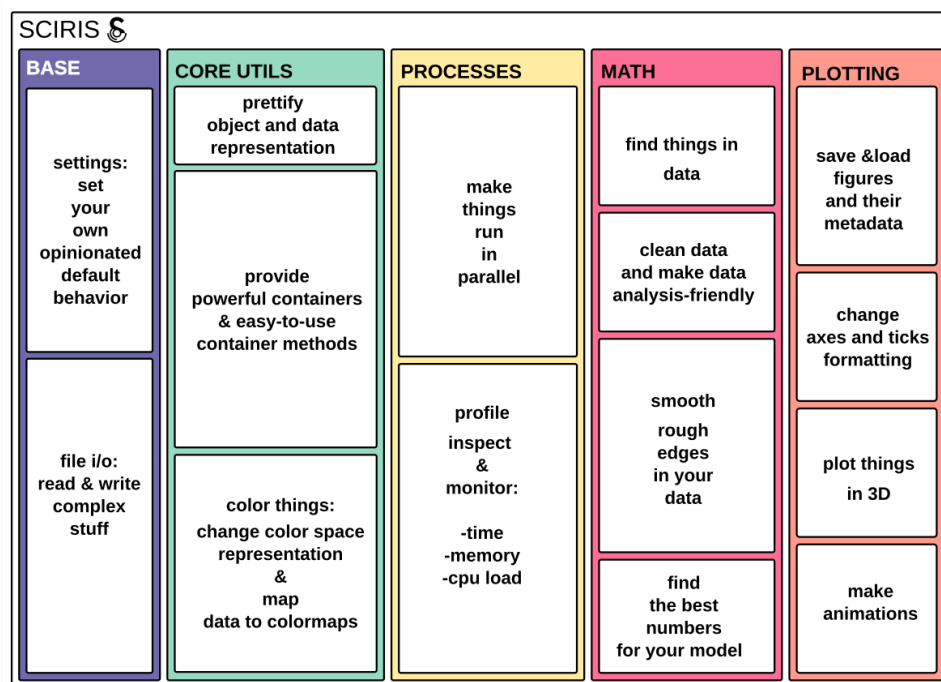 SCIRIS
BASE
settings:
set
your
own
opinionated
default
behavior
file i/o:
read & write
complex
stuff
CORE UTILS
prettify
object and data
representation
provide
powerful containers
& easy-to-use
container methods
color things:
change color space
representation
&
map
data to colormaps
PROCESSES
make
things
run
in
parallel
profile
inspect
&
monitor:
-time
-memory
-cpu load
MATH
find things in
data
clean data
and make data
analysis-friendly
smooth
rough
edges
in your
data
find
the best
numbers
for your model
PLOTTING
save &load
figures
and their
metadata
change
axes and ticks
formatting
plot things
in 3D
make
animations